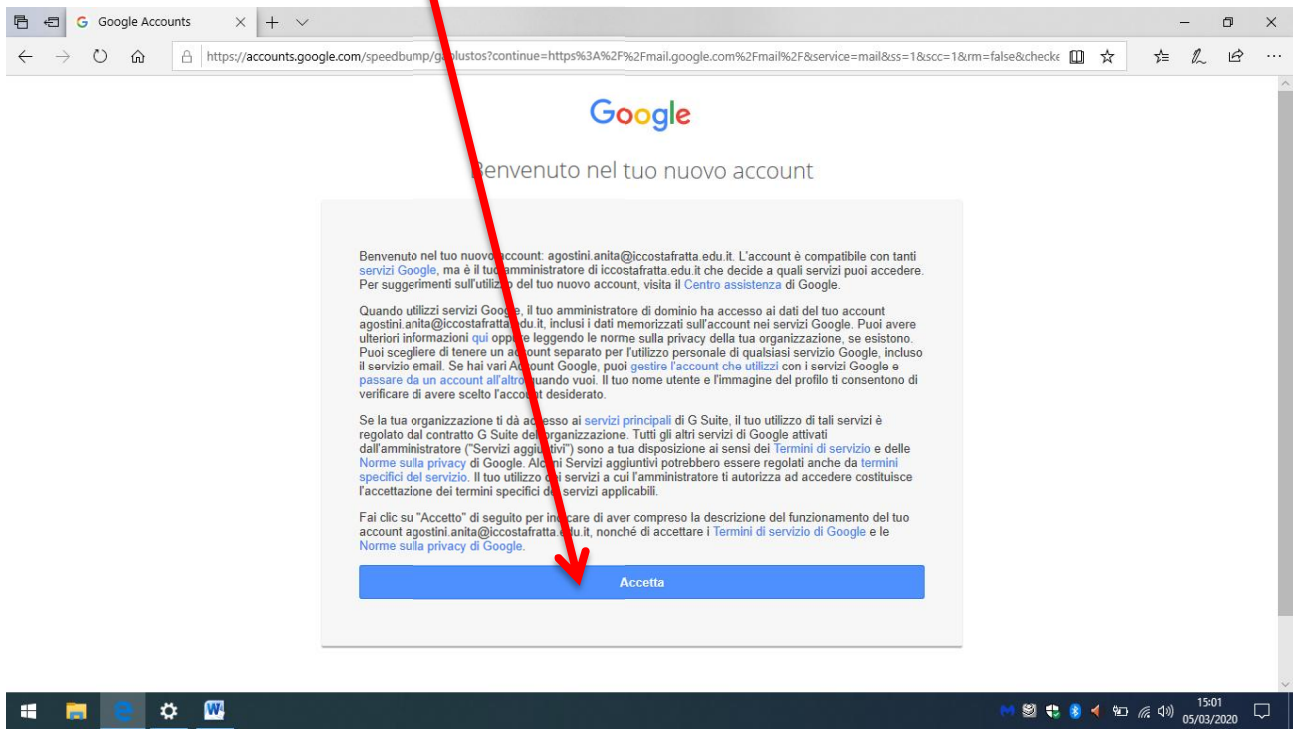 Google Accounts
https://accounts.google.com/speedbump/gaplustos?continue=https%3A%2F%2Fmail.google.com%2Fmail%2F&service=mail&ss=1&scc=1&rm=false&checke
Google
Benvenuto nel tuo nuovo account
Benvenuto nel tuo nuovo account: agostini.anita@iccostafratta.edu.it. L'account è compatibile con tanti
servizi Google, ma è il tuo amministratore di iccostafratta.edu.it che decide a quali servizi puoi accedere.
Per suggerimenti sull'utilizzo del tuo nuovo account, visita il Centro assistenza di Google.
Quando utilizzi servizi Google, il tuo amministratore di dominio ha accesso ai dati del tuo account
agostini.anita@iccostafratta.edu.it, inclusi i dati memorizzati sull'account nei servizi Google. Puoi avere
ulteriori informazioni qui oppure leggendo le norme sulla privacy della tua organizzazione, se esistono.
Puoi scegliere di tenere un account separato per l'utilizzo personale di qualsiasi servizio Google, incluso
il servizio email. Se hai vari Account Google, puoi gestire l'account che utilizzi con i servizi Google e
passare da un account all'altro quando vuoi. Il tuo nome utente e l'immagine del profilo ti consentono di
verificare di avere scelto l'account desiderato.
Se la tua organizzazione ti dà accesso ai servizi principali di G Suite, il tuo utilizzo di tali servizi è
regolato dal contratto G Suite dell'organizzazione. Tutti gli altri servizi di Google attivati
dall'amministratore ("Servizi aggiuntivi") sono a tua disposizione ai sensi dei Termini di servizio e delle
Norme sulla privacy di Google. Alcuni Servizi aggiuntivi potrebbero essere regolati anche da termini
specifici del servizio. Il tuo utilizzo dei servizi a cui l'amministratore ti autorizza ad accedere costituisce
l'accettazione dei termini specifici dei servizi applicabili.
Fai clic su "Accetto" di seguito per indicare di aver compreso la descrizione del funzionamento del tuo
account agostini.anita@iccostafratta.edu.it, nonché di accettare i Termini di servizio di Google e le
Norme sulla privacy di Google.
Accetta
15:01
05/03/2020